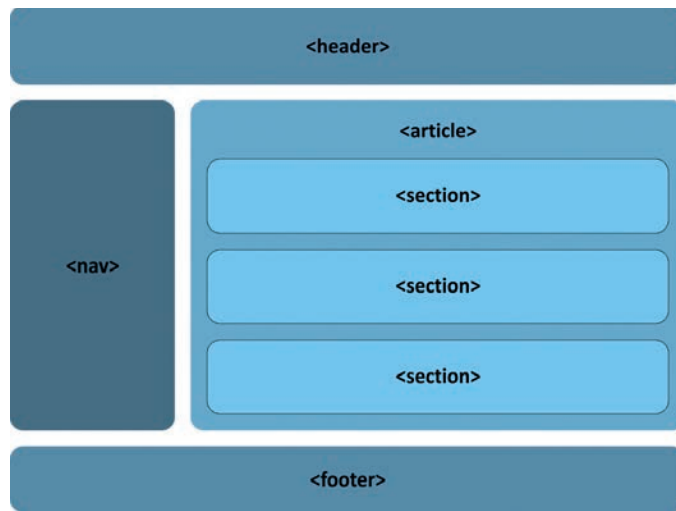 <header>
<nav>
<article>
<section>
<section>
<section>
<footer>